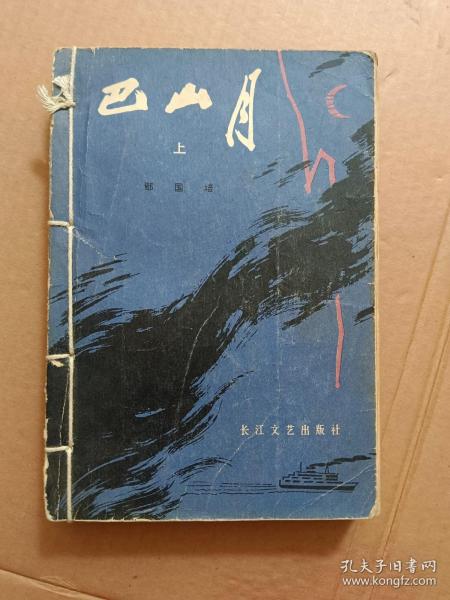 巴山月
上
鄢国培
长江文艺出版社
孔夫子旧书网
www.kongfz.com